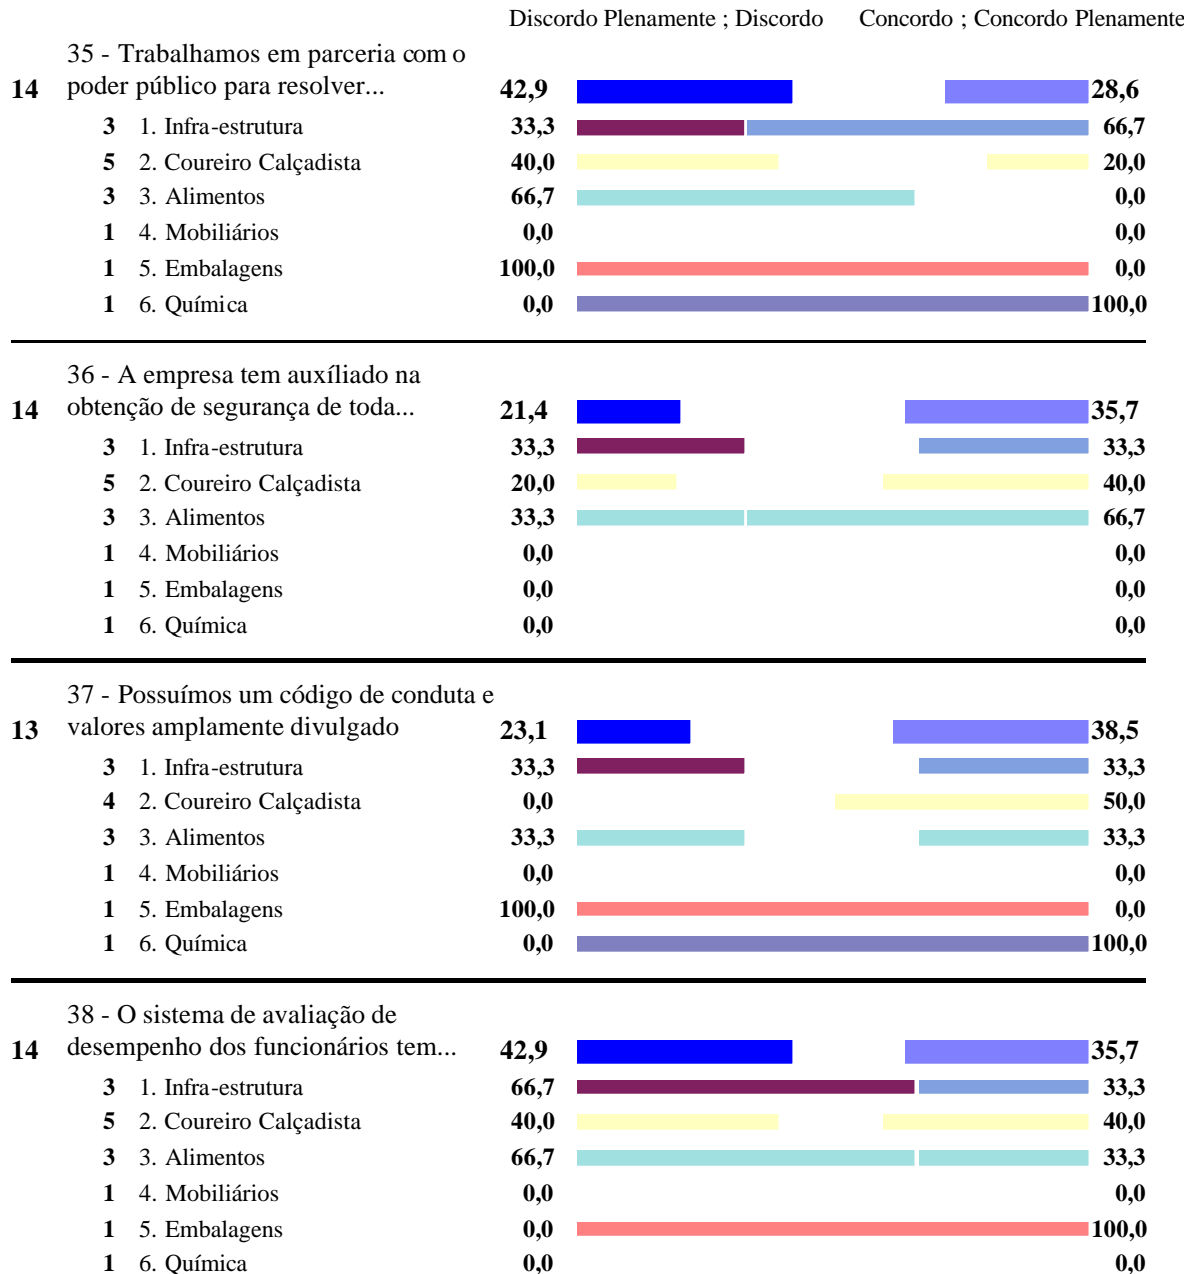 Discordo Plenamente ; Discordo Concordo ; Concordo Plenamente
35 - Trabalhamos em parceria com o
14 poder público para resolver... 42,9 28,6
3 1. Infra-estrutura 33,3 66,7
5 2. Coureiro Calçadista 40,0 20,0
3 3. Alimentos 66,7 0,0
1 4. Mobiliários 0,0 0,0
1 5. Embalagens 100,0 0,0
1 6. Química 0,0 100,0
36 - A empresa tem auxíliado na
14 obtenção de segurança de toda... 21,4 35,7
3 1. Infra-estrutura 33,3 33,3
5 2. Coureiro Calçadista 20,0 40,0
3 3. Alimentos 33,3 66,7
1 4. Mobiliários 0,0 0,0
1 5. Embalagens 0,0 0,0
1 6. Química 0,0 0,0
37 - Possuímos um código de conduta e
13 valores amplamente divulgado 23,1 38,5
3 1. Infra-estrutura 33,3 33,3
4 2. Coureiro Calçadista 0,0 50,0
3 3. Alimentos 33,3 33,3
1 4. Mobiliários 0,0 0,0
1 5. Embalagens 100,0 0,0
1 6. Química 0,0 100,0
38 - O sistema de avaliação de
14 desempenho dos funcionários tem... 42,9 35,7
3 1. Infra-estrutura 66,7 33,3
5 2. Coureiro Calçadista 40,0 40,0
3 3. Alimentos 66,7 33,3
1 4. Mobiliários 0,0 0,0
1 5. Embalagens 0,0 100,0
1 6. Química 0,0 0,0